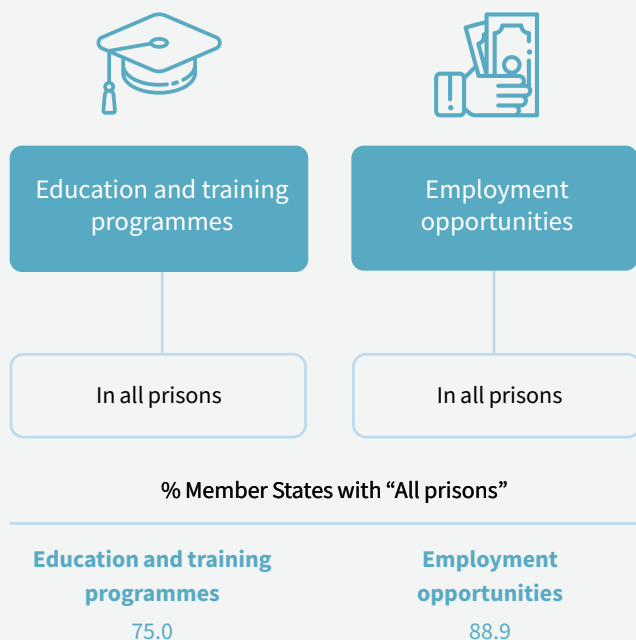 Education and training
programmes
Employment
opportunities
In all prisons
In all prisons
% Member States with “All prisons”
Education and training
programmes
Employment
opportunities
75.0
88.9